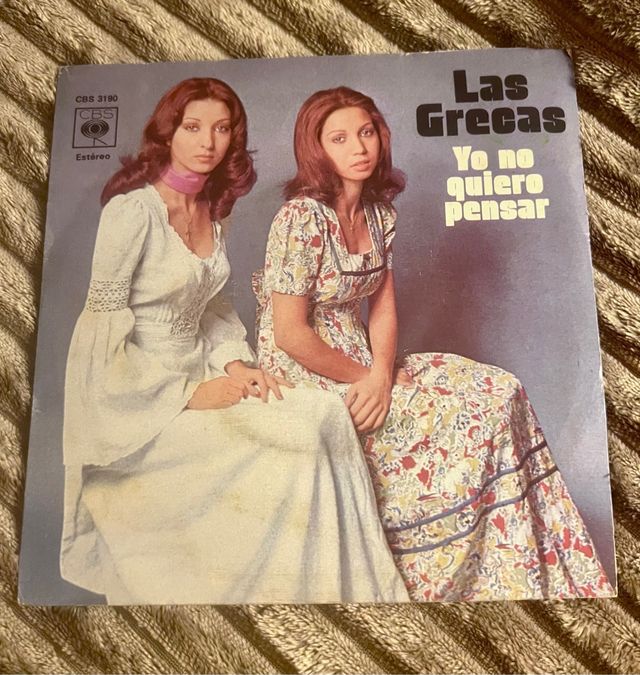 CBS 3190
CBS
Estéreo
Las
Grecas
Yo no
quiero
pensar